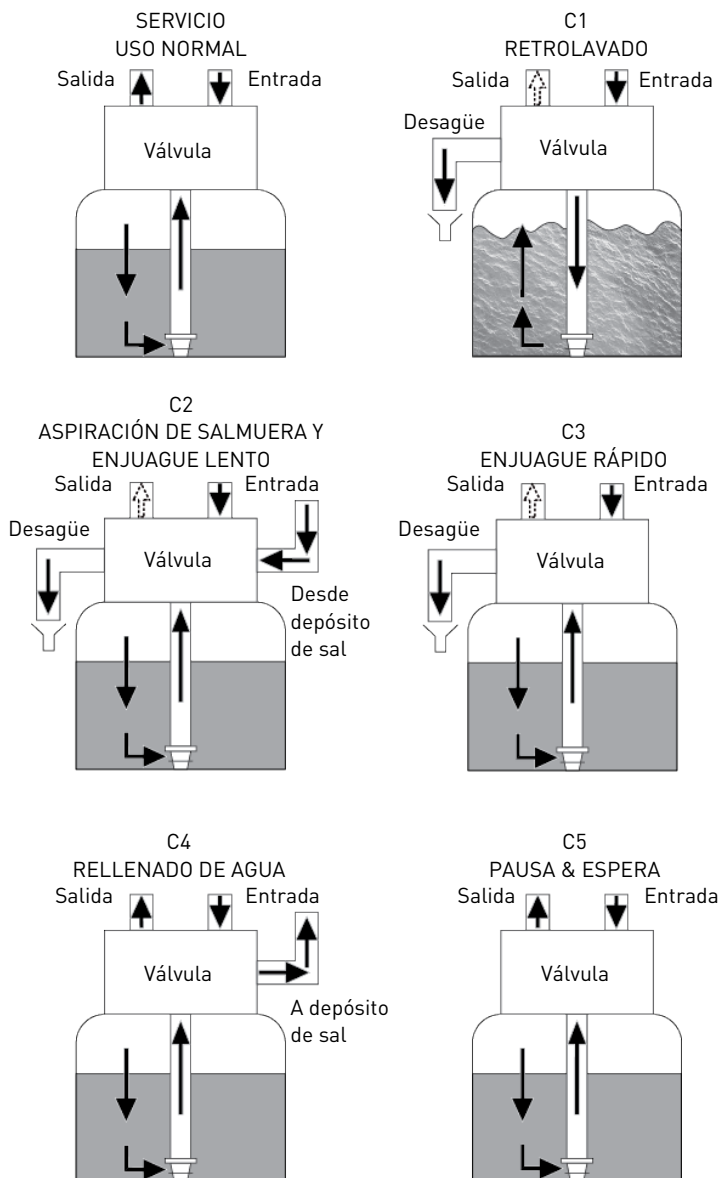 SERVICIO
USO NORMAL
Salida
Entrada
Válvula
C1
RETROLAVADO
Salida
Entrada
Desagüe
Válvula
C2
ASPIRACIÓN DE SALMUERA Y
ENJUAGUE LENTO
Salida
Entrada
Desagüe
Válvula
Desde
depósito
de sal
C3
ENJUAGUE RÁPIDO
Salida
Entrada
Desagüe
Válvula
C4
RELLENADO DE AGUA
Salida
Entrada
Válvula
A depósito
de sal
C5
PAUSA & ESPERA
Salida
Entrada
Válvula